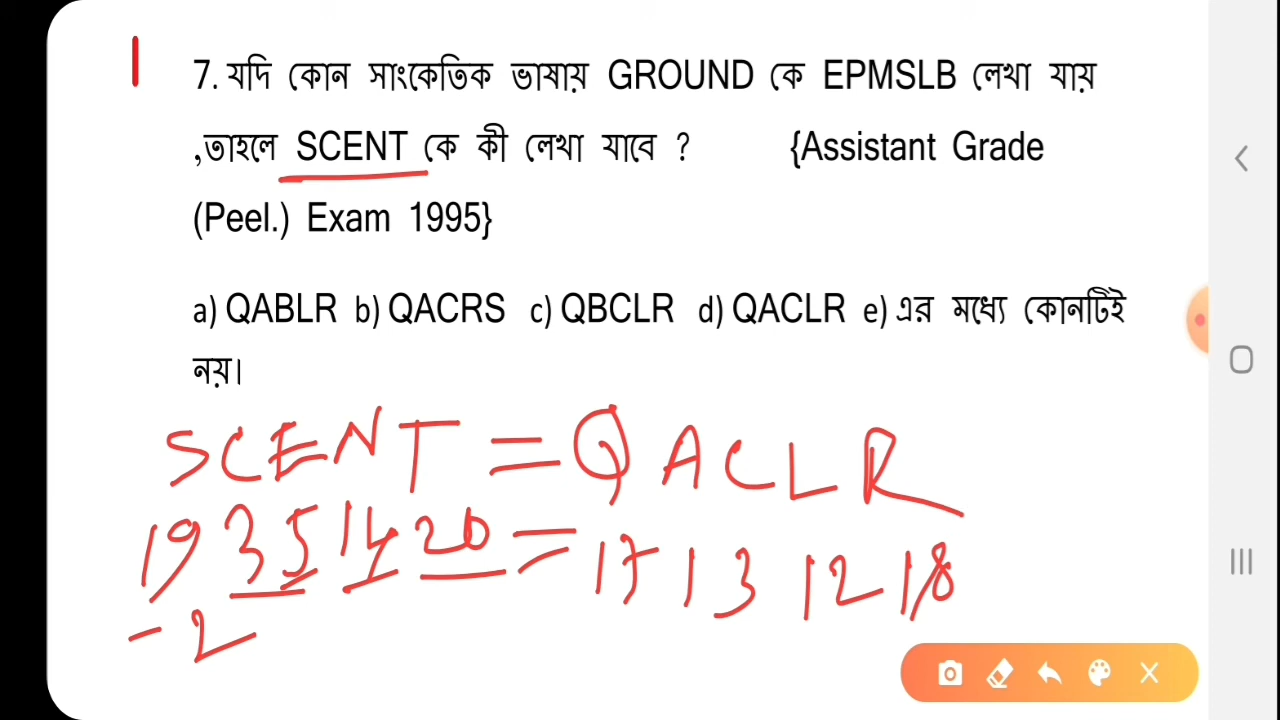 7. যদি কোন সাংকেতিক ভাষায় GROUND কে EPMSLB লেখা যায়
,তাহলে SCENT কে কী লেখা যাবে ? {Assistant Grade
(Peel.) Exam 1995}
a) QABLR b) QACRS c) QBCLR d) QACLR e) এর মধ্যে কোনটিই
নয়।
SCENT = QACLR
19 3 5 14 20 = 17 1 3 12 18
- 2